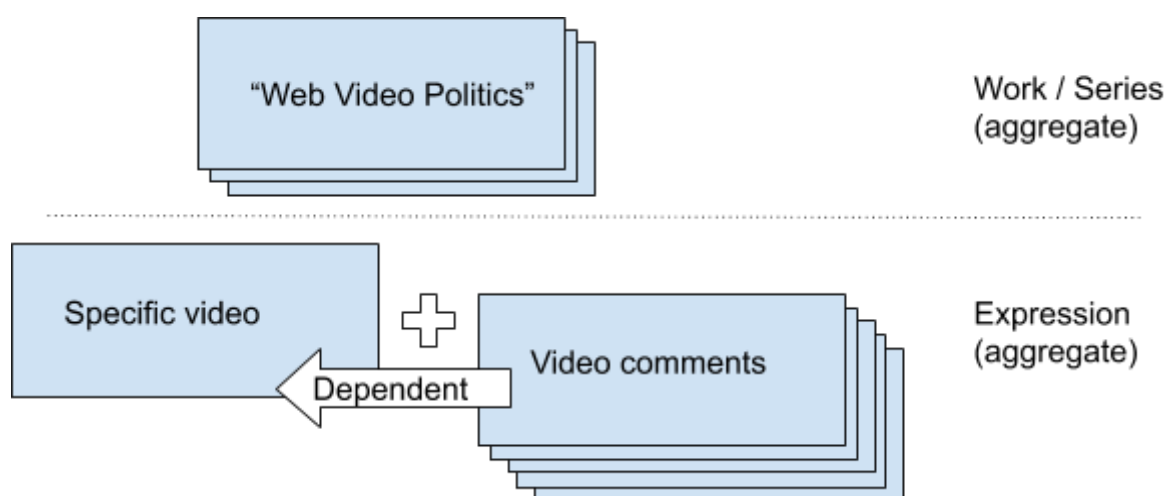 “Web Video Politics”
Work / Series
(aggregate)
Specific video
Expression
(aggregate)
Video comments
Dependent